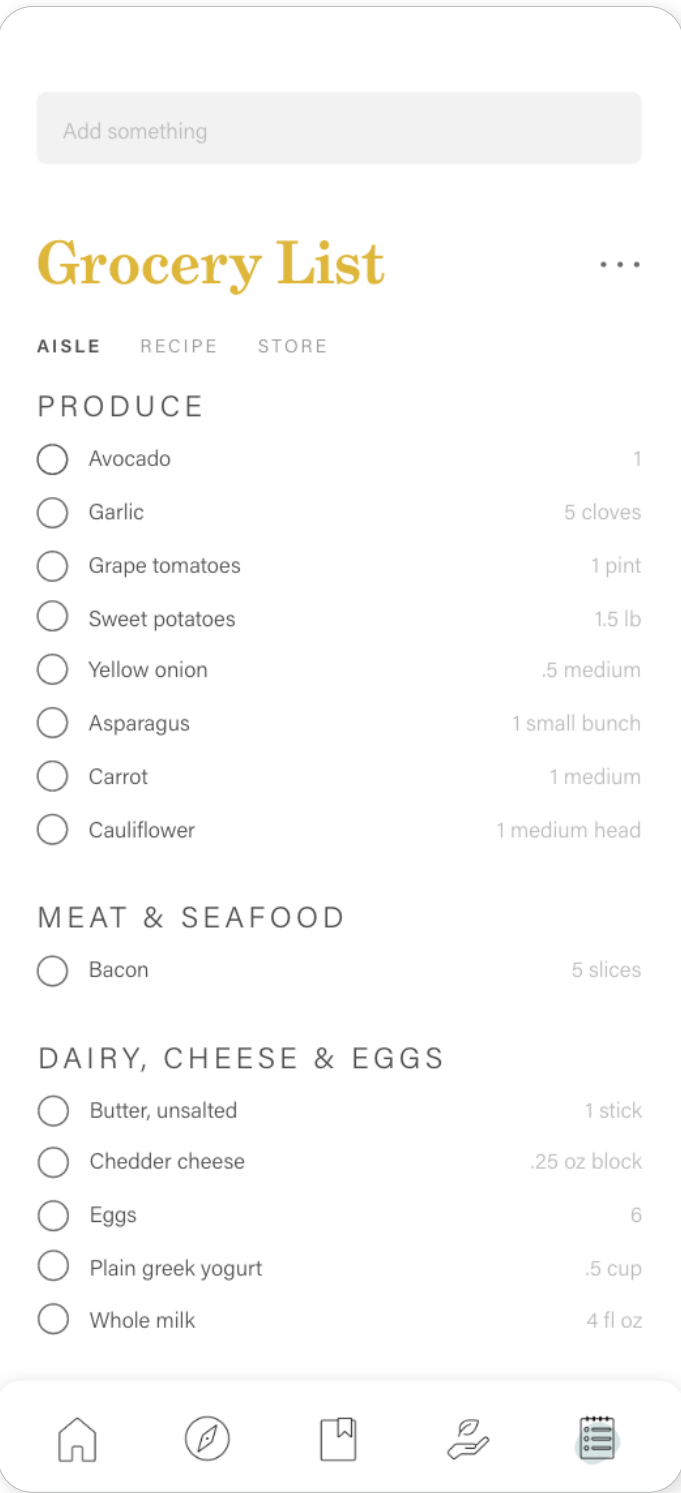 Add something
Grocery List
AISLE RECIPE STORE
PRODUCE
Avocado 1
Garlic 5 cloves
Grape tomatoes 1 pint
Sweet potatoes 1.5 lb
Yellow onion .5 medium
Asparagus 1 small bunch
Carrot 1 medium
Cauliflower 1 medium head
MEAT & SEAFOOD
Bacon 5 slices
DAIRY, CHEESE & EGGS
Butter, unsalted 1 stick
Chedder cheese .25 oz block
Eggs 6
Plain greek yogurt .5 cup
Whole milk 4 fl oz